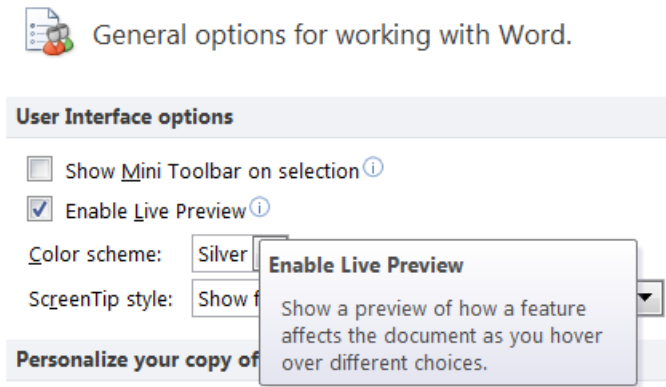 General options for working with Word.
User Interface options
Show Mini Toolbar on selection
Enable Live Preview
Color scheme: Silver
ScreenTip style: Show f
Enable Live Preview
Show a preview of how a feature
affects the document as you hover
over different choices.
Personalize your copy of